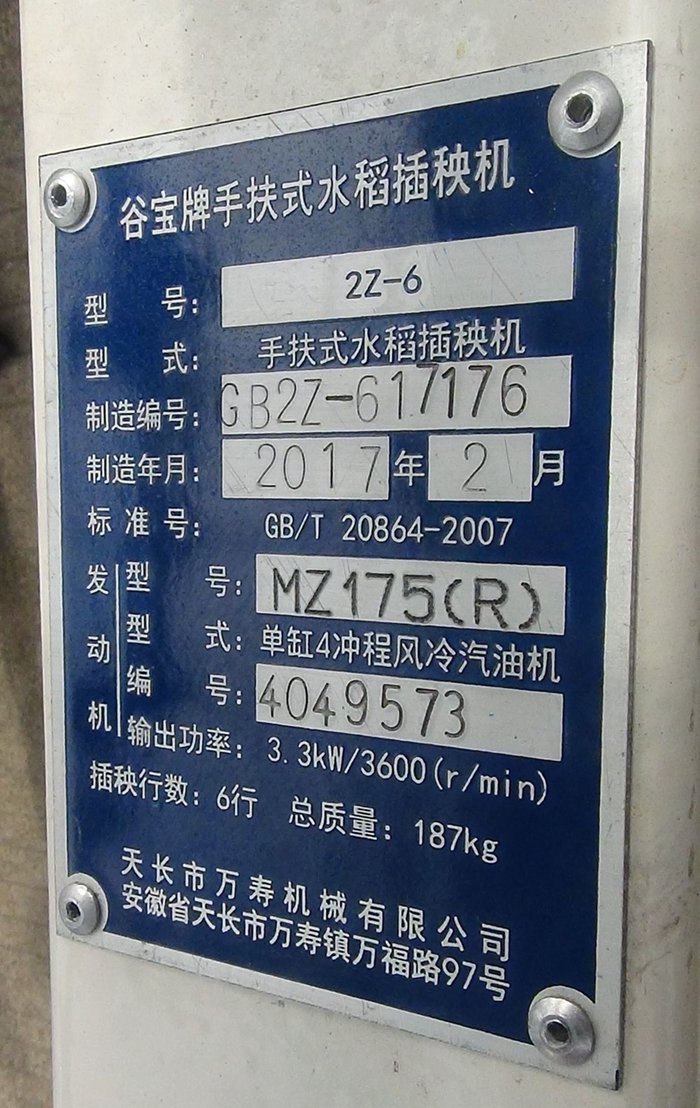 谷宝牌手扶式水稻插秧机
型 号: 2Z-6
型 式: 手扶式水稻插秧机
制造编号: GB2Z-617176
制造年月: 2017年2月
标 准 号: GB/T 20864-2007
发动机
型 号: MZ175(R)
型 式: 单缸4冲程风冷汽油机
编 号: 4049573
输出功率: 3.3kW/3600(r/min)
插秧行数: 6行 总质量: 187kg
天长市万寿机械有限公司
安徽省天长市万寿镇万福路97号